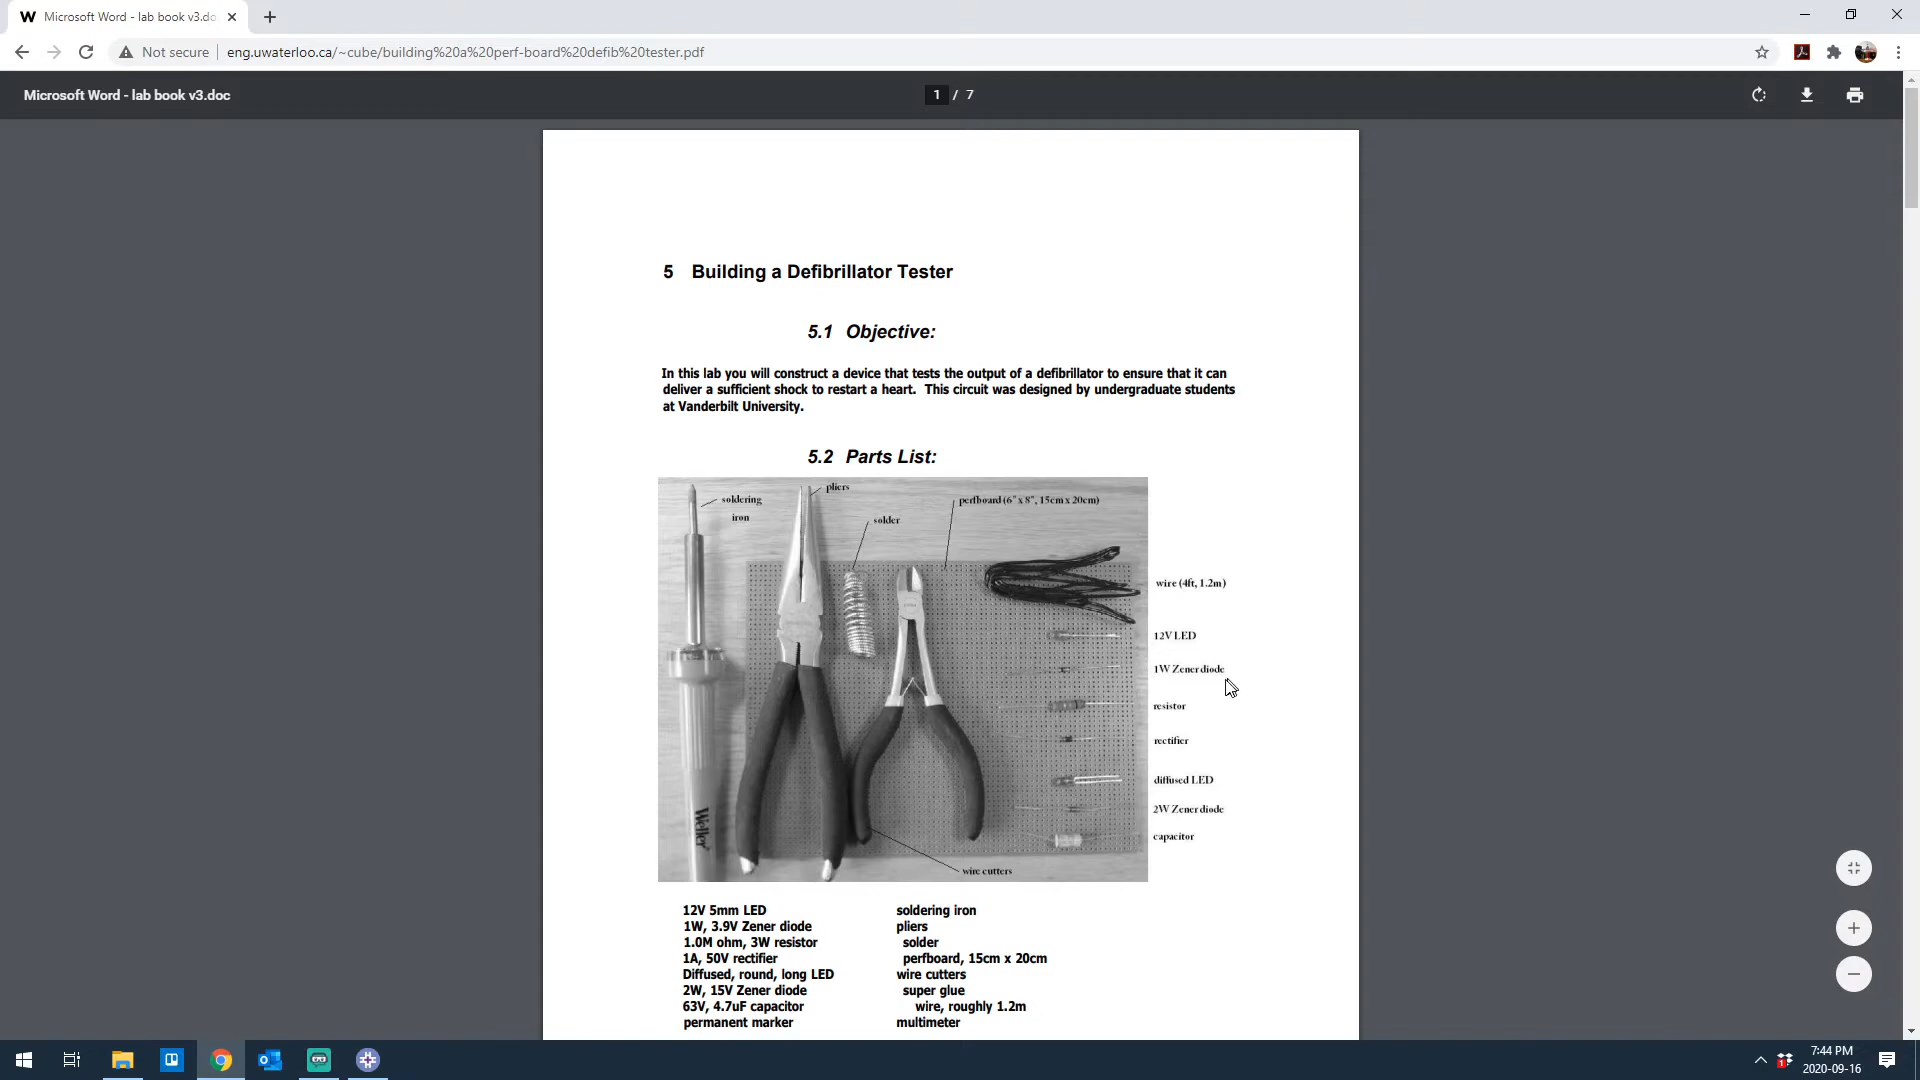 Microsoft Word - lab book v3.do
Not secure
eng.uwaterloo.ca/~cube/building%20a%20perf-board%20defib%20tester.pdf
Microsoft Word - lab book v3.doc
1 / 7
5 Building a Defibrillator Tester
5.1 Objective:
In this lab you will construct a device that tests the output of a defibrillator to ensure that it can
deliver a sufficient shock to restart a heart. This circuit was designed by undergraduate students
at Vanderbilt University.
5.2 Parts List:
soldering
iron
pliers
solder
perfboard (6" x 8", 15cm x 20cm)
wire (4ft, 1.2m)
12V LED
1W Zener diode
resistor
rectifier
diffused LED
2W Zener diode
capacitor
Weller
wire cutters
12V 5mm LED soldering iron
1W, 3.9V Zener diode pliers
1.0M ohm, 3W resistor solder
1A, 50V rectifier perfboard, 15cm x 20cm
Diffused, round, long LED wire cutters
2W, 15V Zener diode super glue
63V, 4.7uF capacitor wire, roughly 1.2m
permanent marker multimeter
7:44 PM
2020-09-16